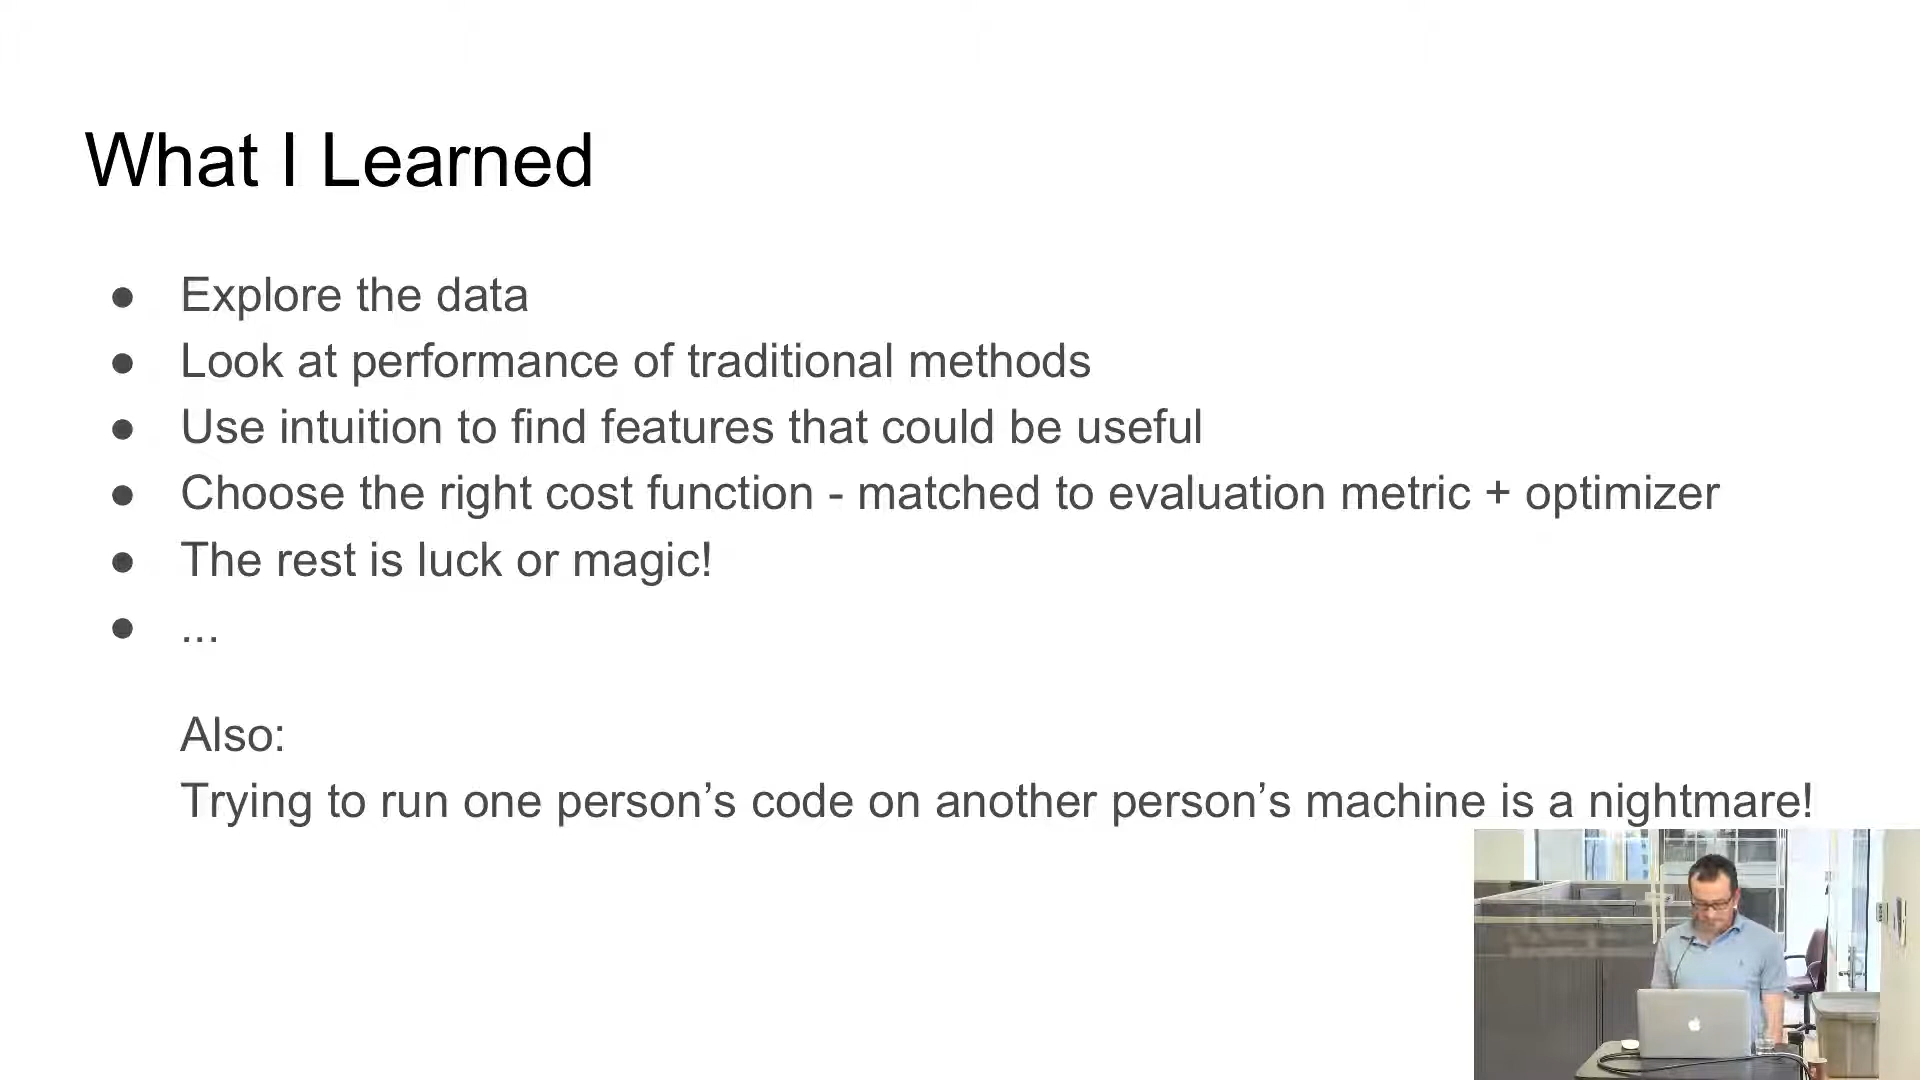 What I Learned
● Explore the data
● Look at performance of traditional methods
● Use intuition to find features that could be useful
● Choose the right cost function - matched to evaluation metric + optimizer
● The rest is luck or magic!
● ...
Also:
Trying to run one person’s code on another person’s machine is a nightmare!